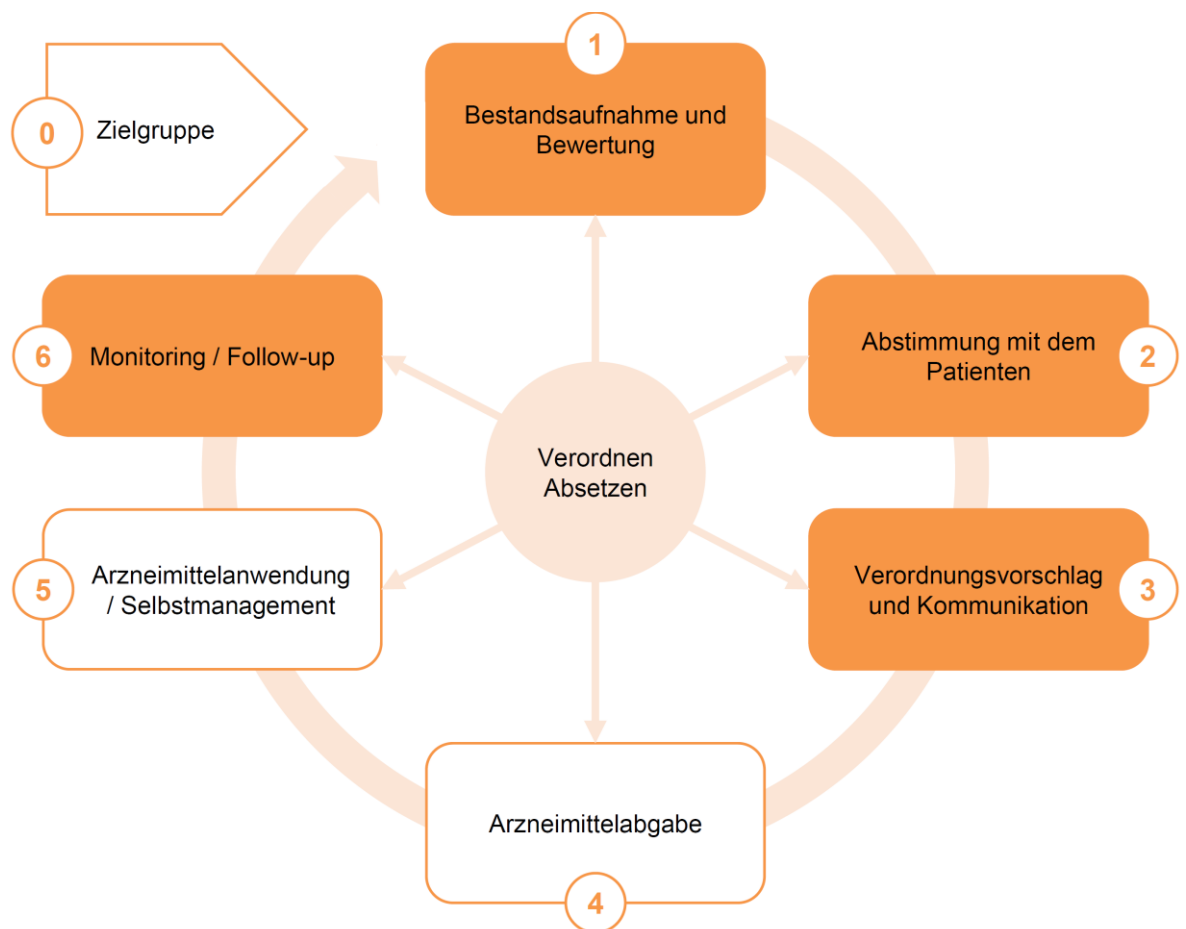 0
Zielgruppe
1
Bestandsaufnahme und
Bewertung
2
Abstimmung mit dem
Patienten
3
Verordnungsvorschlag
und Kommunikation
4
Arzneimittelabgabe
5
Arzneimittelanwendung
/ Selbstmanagement
6
Monitoring / Follow-up
Verordnen
Absetzen